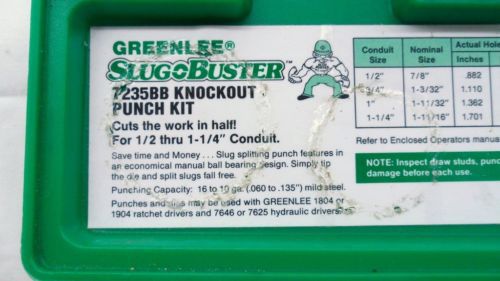 GREENLEE®
SLUG-BUSTER™
7235BB KNOCKOUT
PUNCH KIT
Cuts the work in half!
For 1/2 thru 1-1/4" Conduit.
Save time and Money . . . Slug splitting punch features in
an economical manual ball bearing design. Simply tip
the die and split slugs fall free.
Punching Capacity: 16 to 10 ga. (.060 to .135") mild steel.
Punches and dies may be used with GREENLEE 1804 or
1904 ratchet drivers and 7646 or 7625 hydraulic drivers.
Conduit Size Nominal Size Actual Hole
Inches
1/2" 7/8" .882
3/4" 1-3/32" 1.110
1" 1-11/32" 1.362
1-1/4" 1-11/16" 1.701
Refer to Enclosed Operators manual
NOTE: Inspect draw studs, punch
damage before each use.